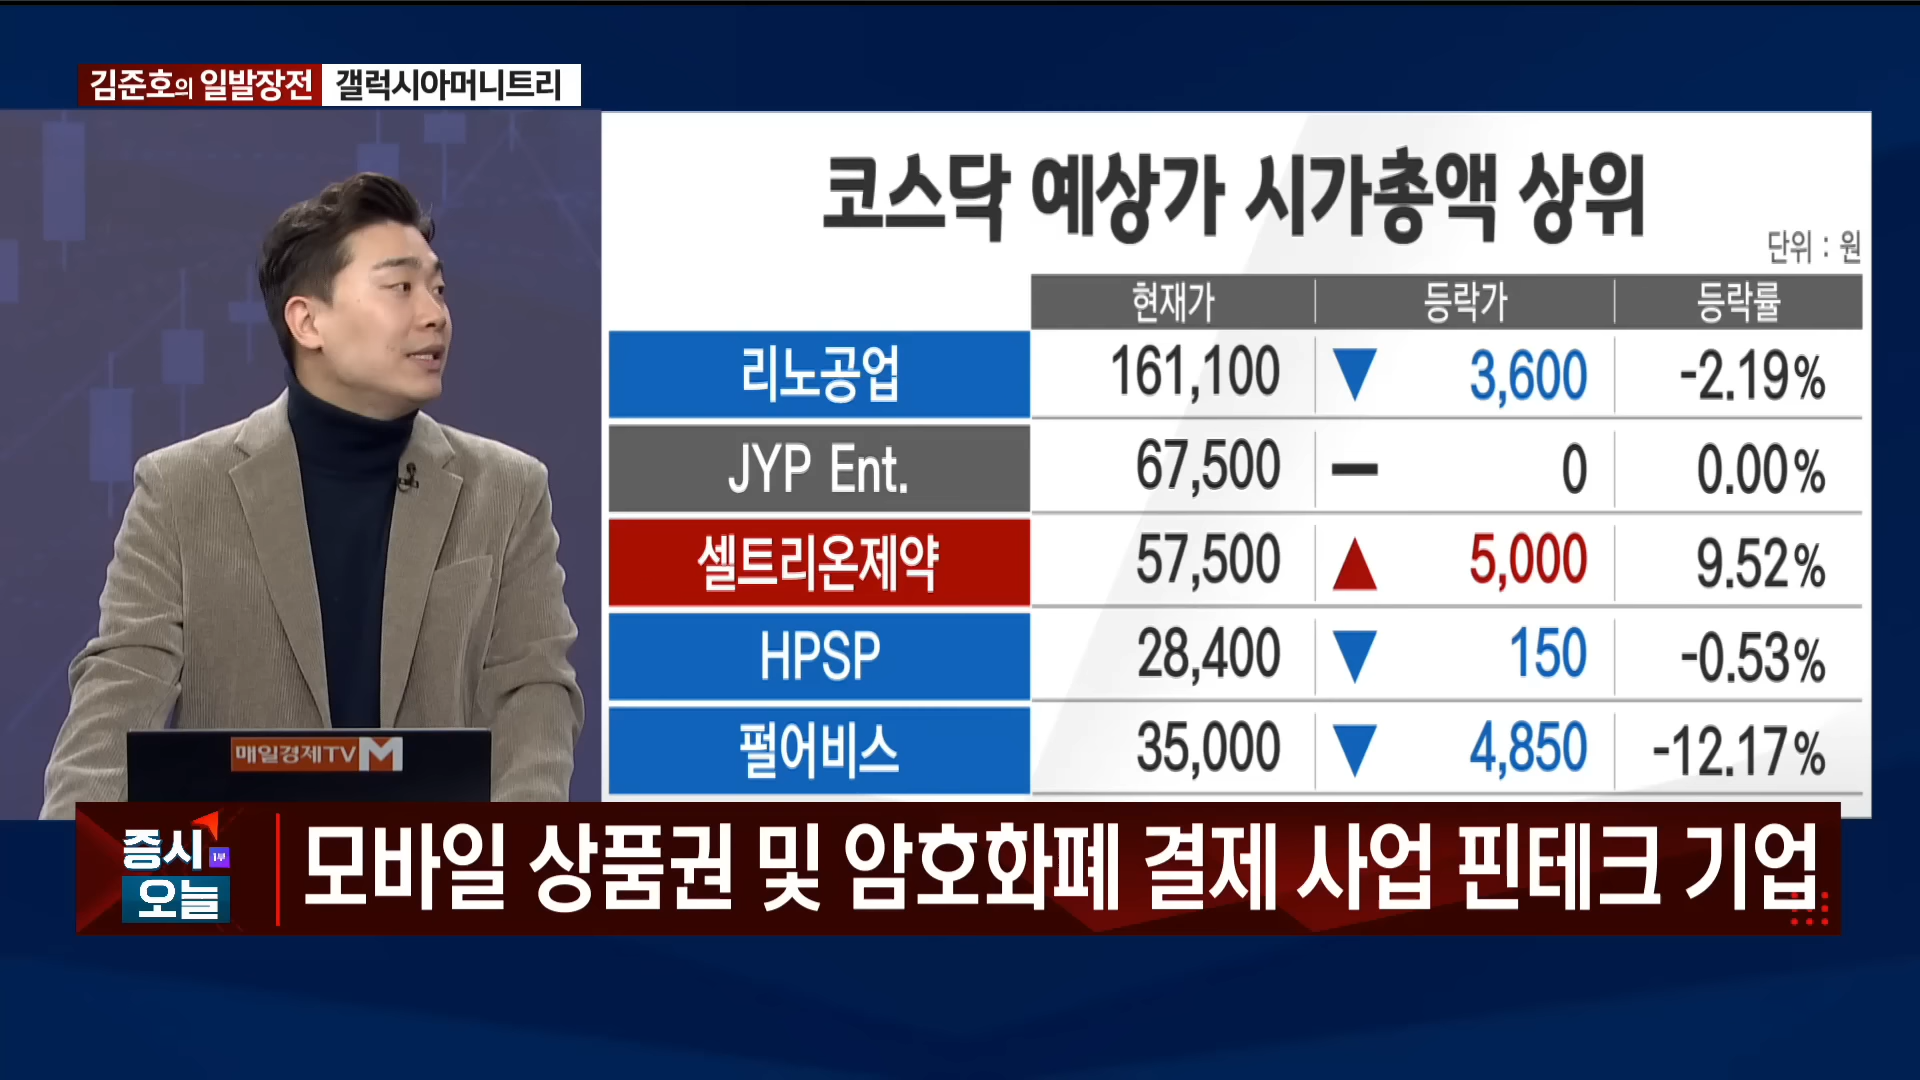 김준호의 일발장전 갤럭시아머니트리
코스닥 예상가 시가총액 상위
단위 : 원
현재가 등락가 등락률
리노공업 161,100 ▼ 3,600 -2.19%
JYP Ent. 67,500 ㅡ 0 0.00%
셀트리온제약 57,500 ▲ 5,000 9.52%
HPSP 28,400 ▼ 150 -0.53%
펄어비스 35,000 ▼ 4,850 -12.17%
매일경제TV M
증시 1부
오늘
모바일 상품권 및 암호화폐 결제 사업 핀테크 기업